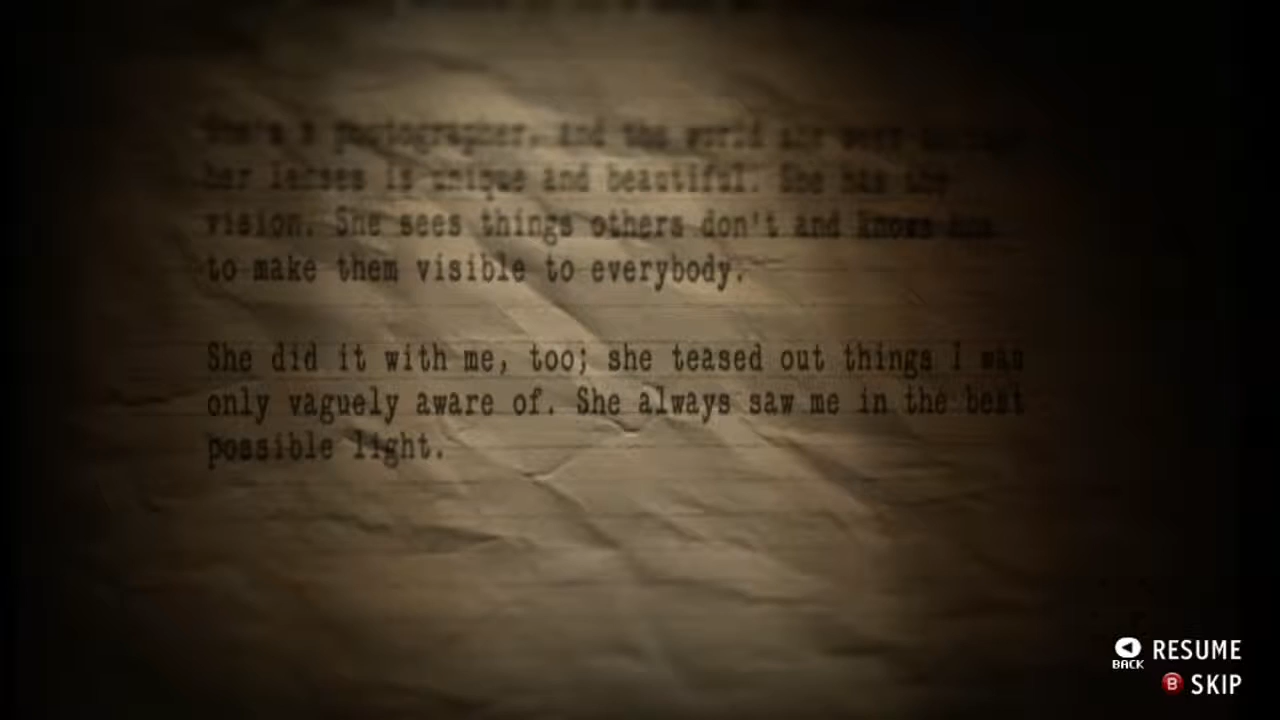 She's a photographer, and the world she sees through
her lenses is unique and beautiful. She has the
vision. She sees things others don't and knows how
to make them visible to everybody.
She did it with me, too; she teased out things I was
only vaguely aware of. She always saw me in the best
possible light.
BACK RESUME
B SKIP